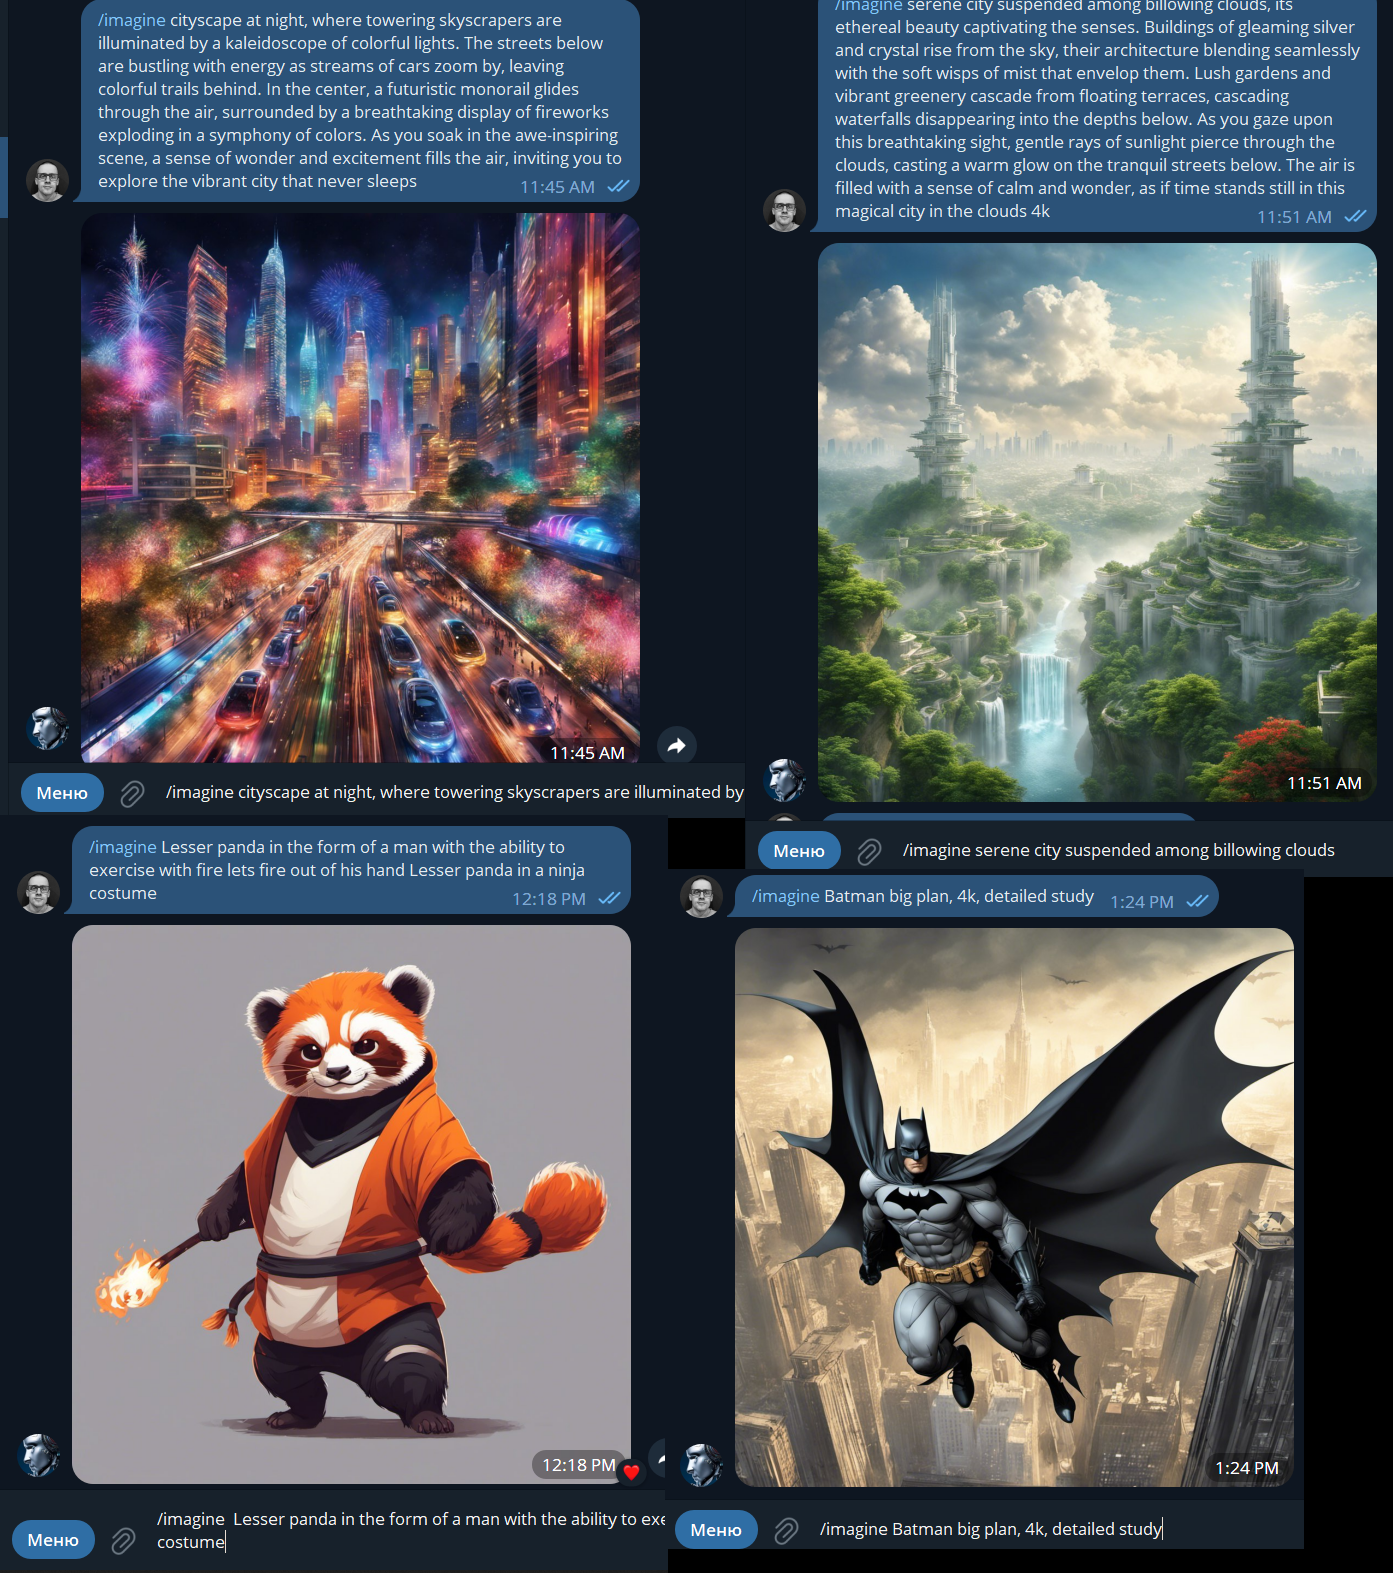 /imagine cityscape at night, where towering skyscrapers are
illuminated by a kaleidoscope of colorful lights. The streets below
are bustling with energy as streams of cars zoom by, leaving
colorful trails behind. In the center, a futuristic monorail glides
through the air, surrounded by a breathtaking display of fireworks
exploding in a symphony of colors. As you soak in the awe-inspiring
scene, a sense of wonder and excitement fills the air, inviting you to
explore the vibrant city that never sleeps
11:45 AM
11:45 AM
Меню
/imagine cityscape at night, where towering skyscrapers are illuminated by
/imagine serene city suspended among billowing clouds, its
ethereal beauty captivating the senses. Buildings of gleaming silver
and crystal rise from the sky, their architecture blending seamlessly
with the soft wisps of mist that envelop them. Lush gardens and
vibrant greenery cascade from floating terraces, cascading
waterfalls disappearing into the depths below. As you gaze upon
this breathtaking sight, gentle rays of sunlight pierce through the
clouds, casting a warm glow on the tranquil streets below. The air is
filled with a sense of calm and wonder, as if time stands still in this
magical city in the clouds 4k
11:51 AM
11:51 AM
Меню
/imagine serene city suspended among billowing clouds
/imagine Lesser panda in the form of a man with the ability to
exercise with fire lets fire out of his hand Lesser panda in a ninja
costume
12:18 PM
12:18 PM
Меню
/imagine Lesser panda in the form of a man with the ability to exe
costume
/imagine Batman big plan, 4k, detailed study
1:24 PM
1:24 PM
Меню
/imagine Batman big plan, 4k, detailed study